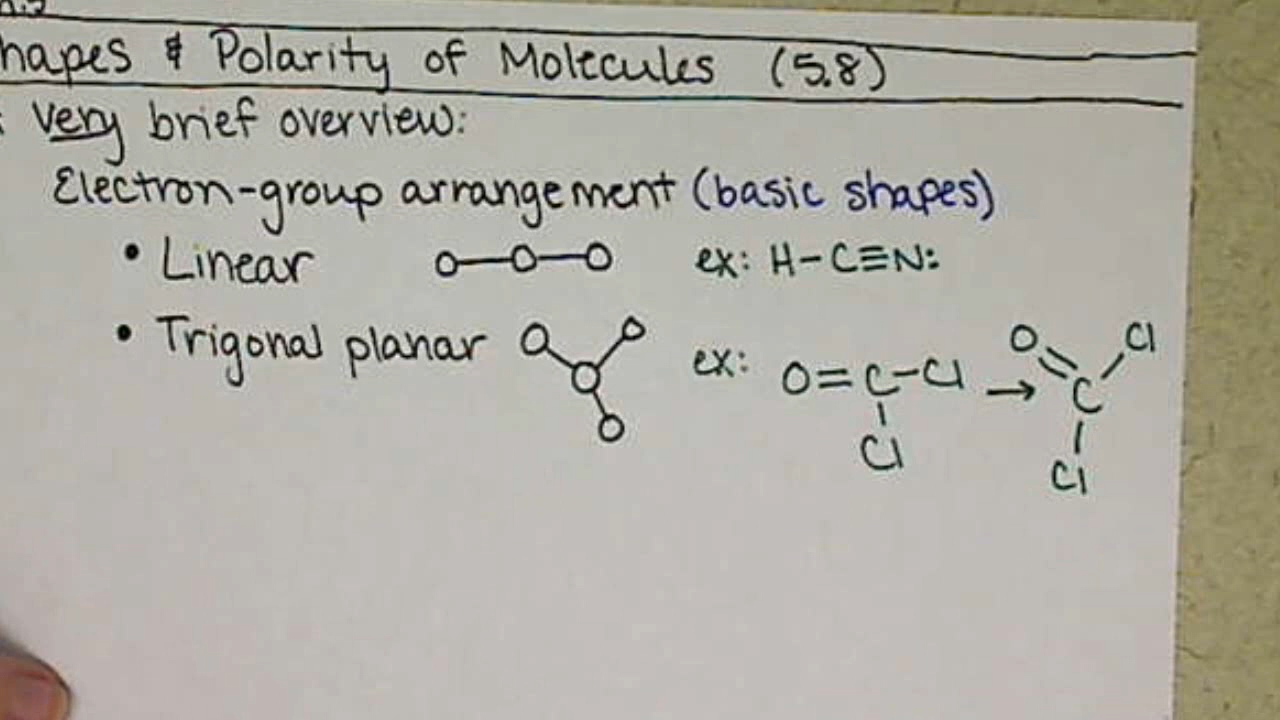 hapes & Polarity of Molecules (5.8)
very brief overview:
Electron-group arrangement (basic shapes)
• Linear ex: H-C≡N:
• Trigonal planar ex: O=C-Cl → O Cl
C
Cl Cl